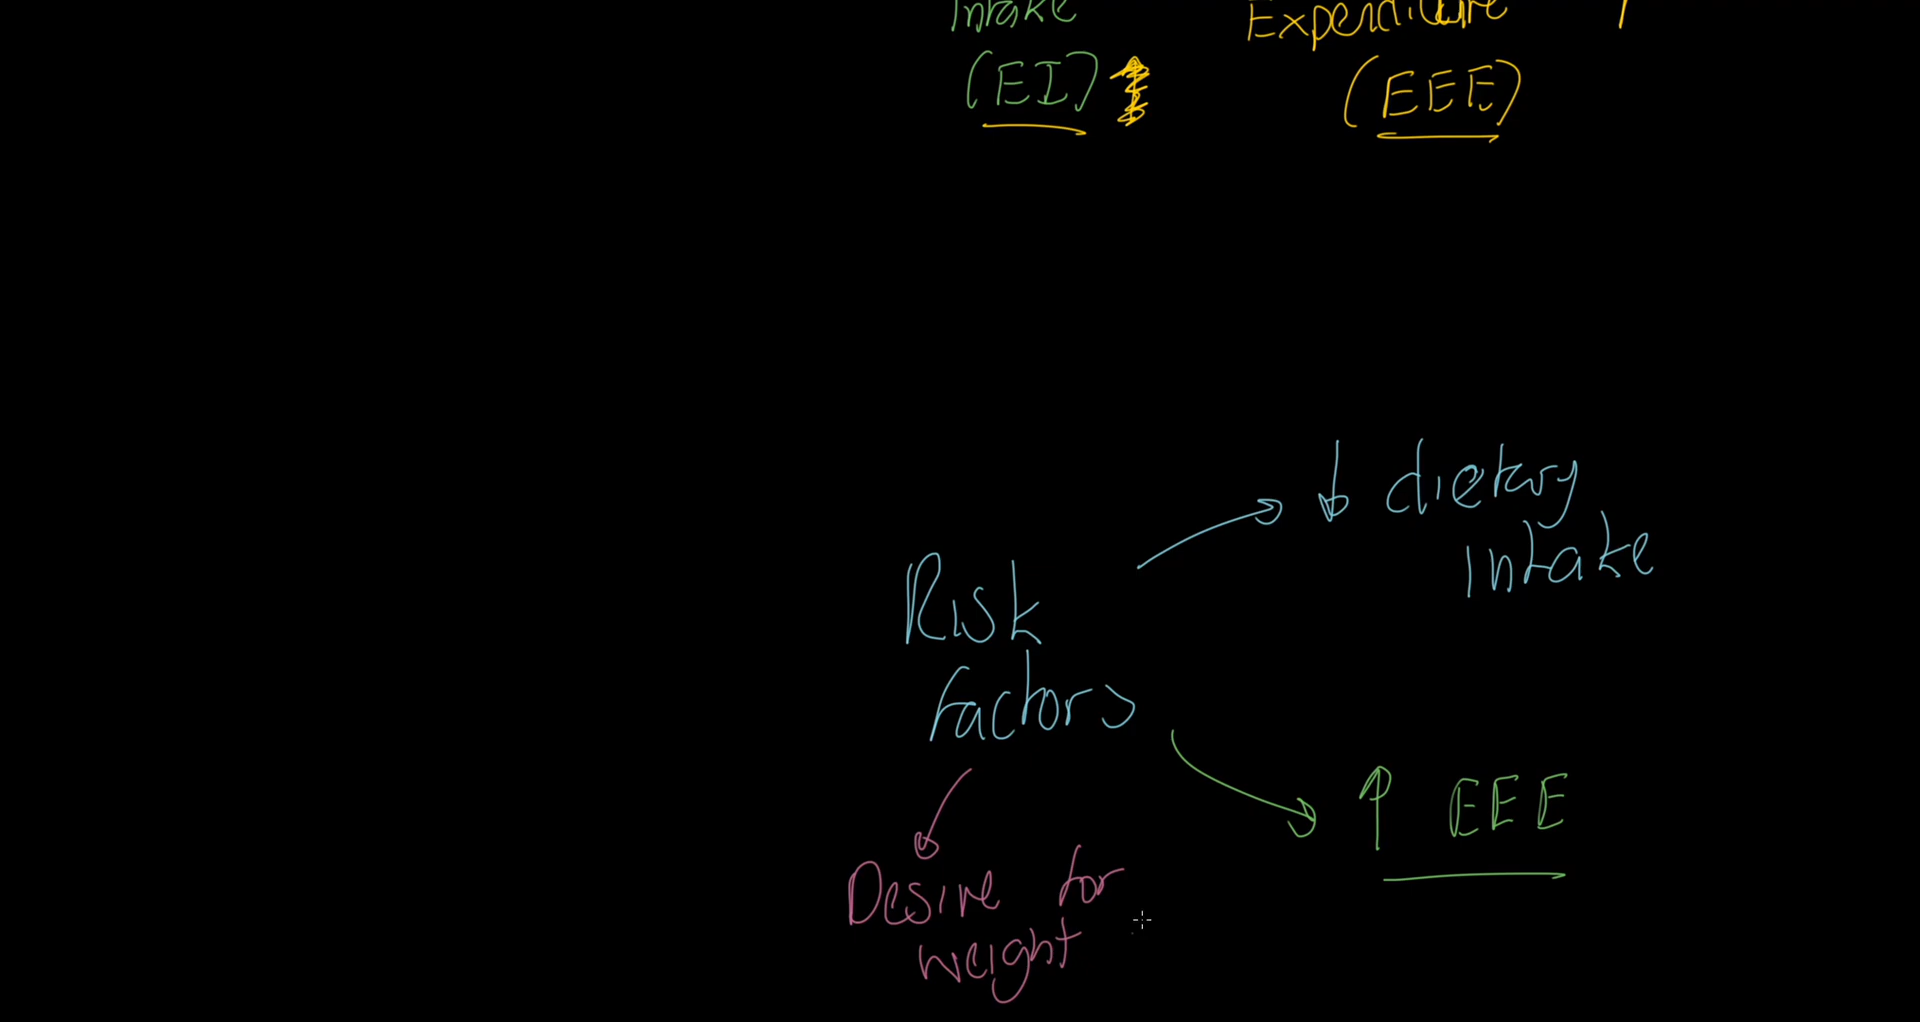 Intake
Expenditure
(EI)
(EEE)
↓ dietary
Intake
Risk
factors
↑ EEE
Desire for
weight